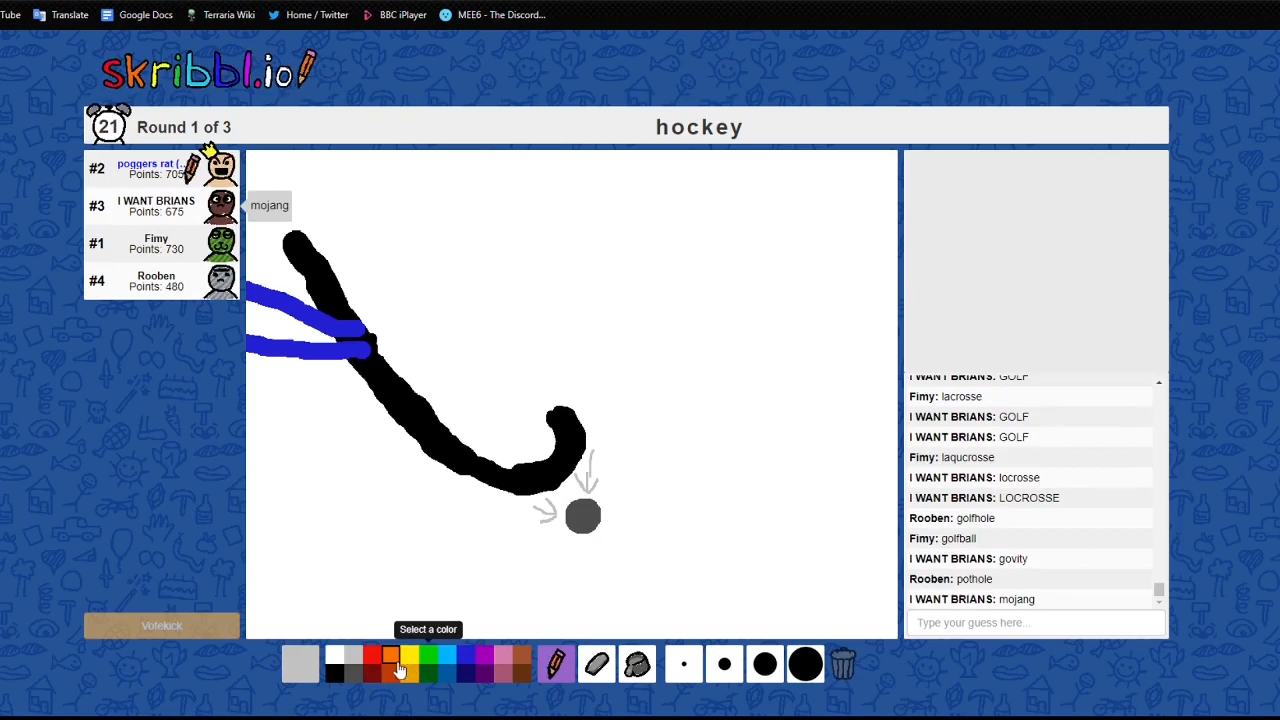 Tube
Translate
Google Docs
Terraria Wiki
Home / Twitter
BBC iPlayer
MEE6 - The Discord...
skribbl.io
21
Round 1 of 3
hockey
#2
poggers rat (...
Points: 705
#3
I WANT BRIANS
Points: 675
mojang
#1
Fimy
Points: 730
#4
Rooben
Points: 480
I WANT BRIANS: GOLF
Fimy: lacrosse
I WANT BRIANS: GOLF
I WANT BRIANS: GOLF
Fimy: laqucrosse
I WANT BRIANS: locrosse
I WANT BRIANS: LOCROSSE
Rooben: golfhole
Fimy: golfball
I WANT BRIANS: govity
Rooben: pothole
I WANT BRIANS: mojang
Type your guess here...
Votekick
Select a color